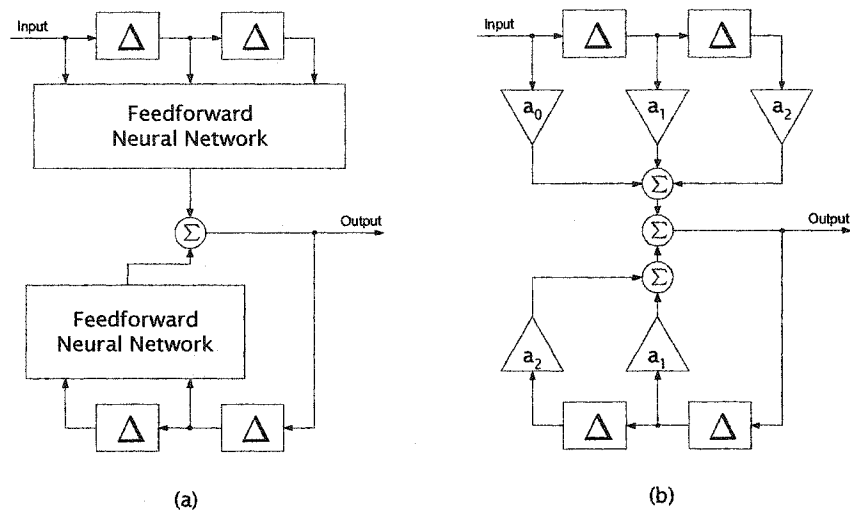 Input
Δ
Δ
Feedforward
Neural Network
Σ
Output
Feedforward
Neural Network
Δ
Δ
(a)
Input
Δ
Δ
a0
a1
a2
Σ
Σ
Output
Σ
a2
a1
Δ
Δ
(b)